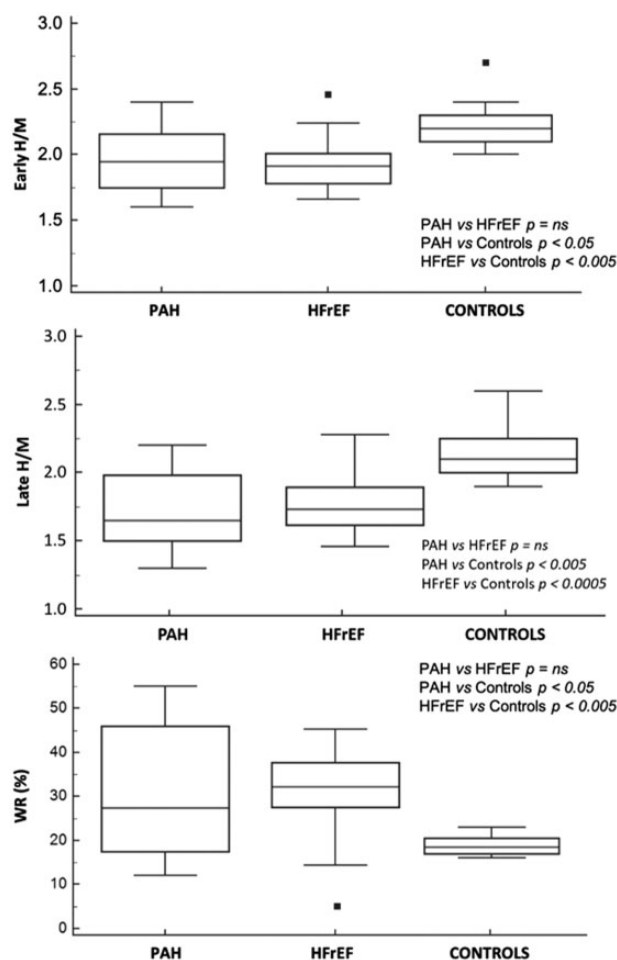 Early H/M
3.0
2.5
2.0
1.5
1.0
PAH vs HFrEF p = ns
PAH vs Controls p < 0.05
HFrEF vs Controls p < 0.005
PAH HFrEF CONTROLS
Late H/M
3.0
2.5
2.0
1.5
1.0
PAH vs HFrEF p = ns
PAH vs Controls p < 0.005
HFrEF vs Controls p < 0.0005
PAH HFrEF CONTROLS
WR (%)
60
50
40
30
20
10
0
PAH vs HFrEF p = ns
PAH vs Controls p < 0.05
HFrEF vs Controls p < 0.005
PAH HFrEF CONTROLS